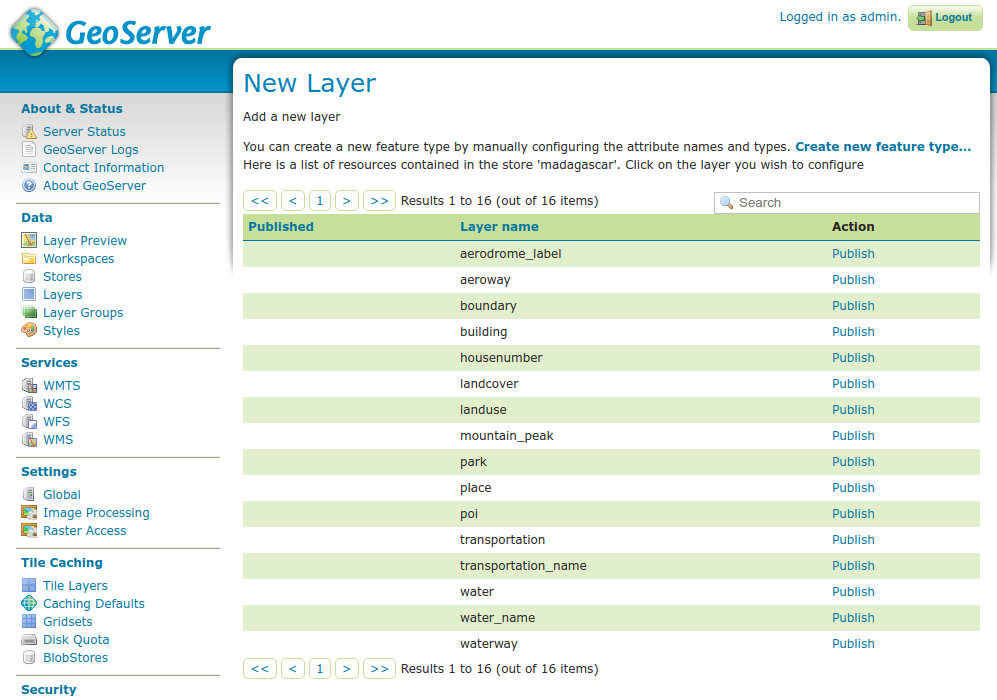 GeoServer
Logged in as admin.
Logout
About & Status
Server Status
GeoServer Logs
Contact Information
About GeoServer
Data
Layer Preview
Workspaces
Stores
Layers
Layer Groups
Styles
Services
WMTS
WCS
WFS
WMS
Settings
Global
Image Processing
Raster Access
Tile Caching
Tile Layers
Caching Defaults
Gridsets
Disk Quota
BlobStores
Security
New Layer
Add a new layer
You can create a new feature type by manually configuring the attribute names and types. Create new feature type...
Here is a list of resources contained in the store 'madagascar'. Click on the layer you wish to configure
<< < 1 > >> Results 1 to 16 (out of 16 items) Search
Published Layer name Action
aerodrome_label Publish
aeroway Publish
boundary Publish
building Publish
housenumber Publish
landcover Publish
landuse Publish
mountain_peak Publish
park Publish
place Publish
poi Publish
transportation Publish
transportation_name Publish
water Publish
water_name Publish
waterway Publish
<< < 1 > >> Results 1 to 16 (out of 16 items)